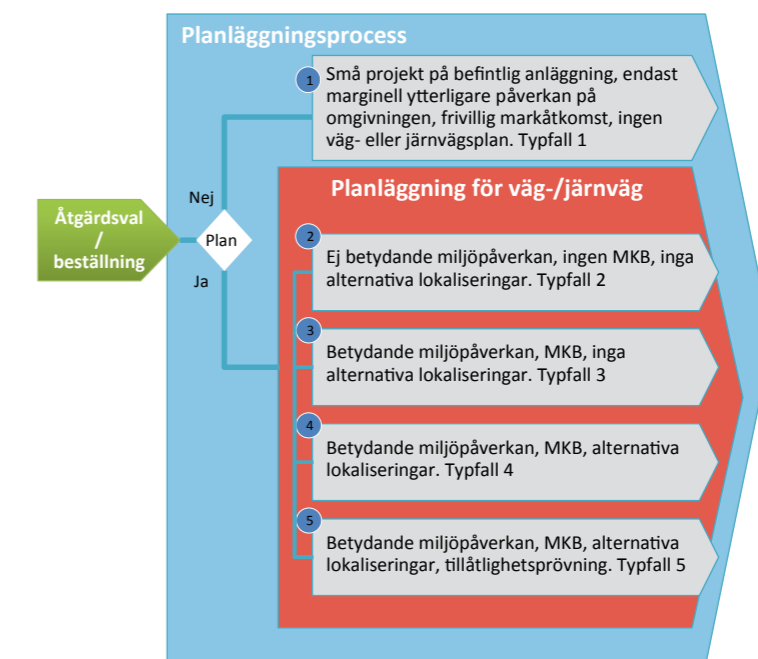 Planläggningsprocess
1
Små projekt på befintlig anläggning, endast
marginell ytterligare påverkan på
omgivningen, frivillig markåtkomst, ingen
väg- eller järnvägsplan. Typfall 1
Nej
Planläggning för väg-/järnväg
Åtgärdsval
/
beställning
Plan
Ja
2
Ej betydande miljöpåverkan, ingen MKB, inga
alternativa lokaliseringar. Typfall 2
3
Betydande miljöpåverkan, MKB, inga
alternativa lokaliseringar. Typfall 3
4
Betydande miljöpåverkan, MKB, alternativa
lokaliseringar. Typfall 4
5
Betydande miljöpåverkan, MKB, alternativa
lokaliseringar, tillåtlighetsprövning. Typfall 5